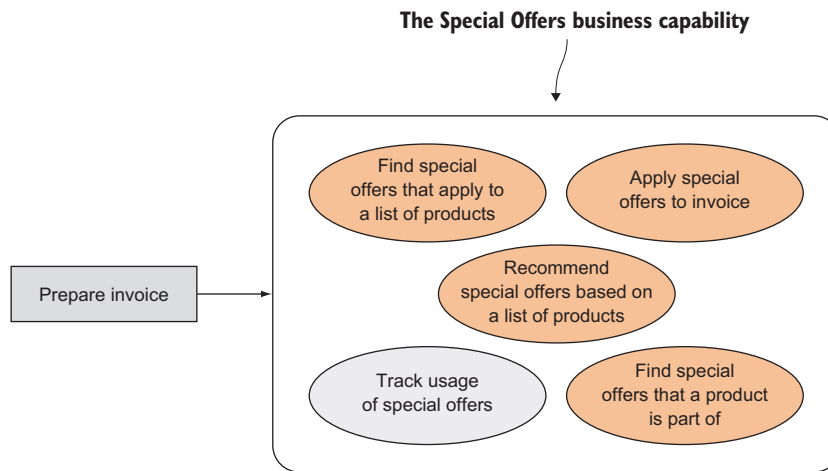 The Special Offers business capability
Find special
offers that apply to
a list of products
Apply special
offers to invoice
Prepare invoice
Recommend
special offers based on
a list of products
Track usage
of special offers
Find special
offers that a product
is part of